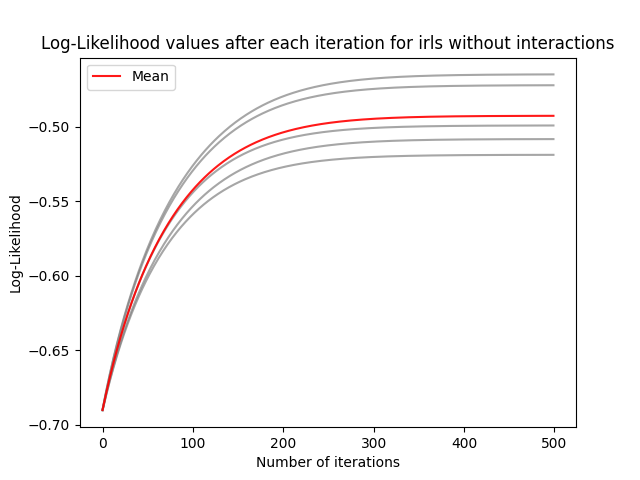 Log-Likelihood values after each iteration for irls without interactions
Mean
Log-Likelihood
−0.50
−0.55
−0.60
−0.65
−0.70
0
100
200
300
400
500
Number of iterations